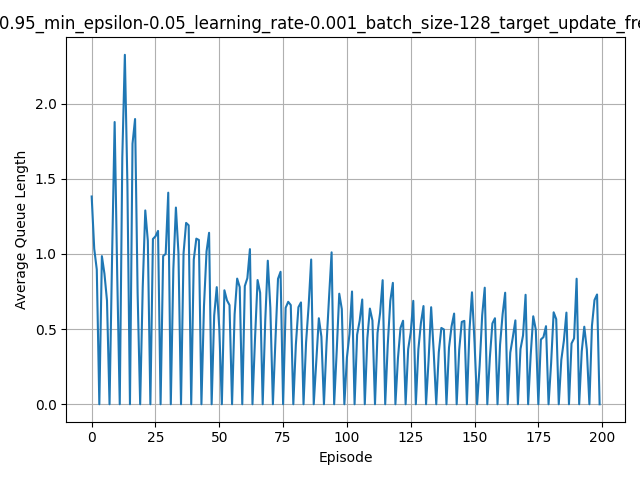 0.95_min_epsilon-0.05_learning_rate-0.001_batch_size-128_target_update_fre
2.0
1.5
1.0
0.5
0.0
Average Queue Length
0 25 50 75 100 125 150 175 200
Episode